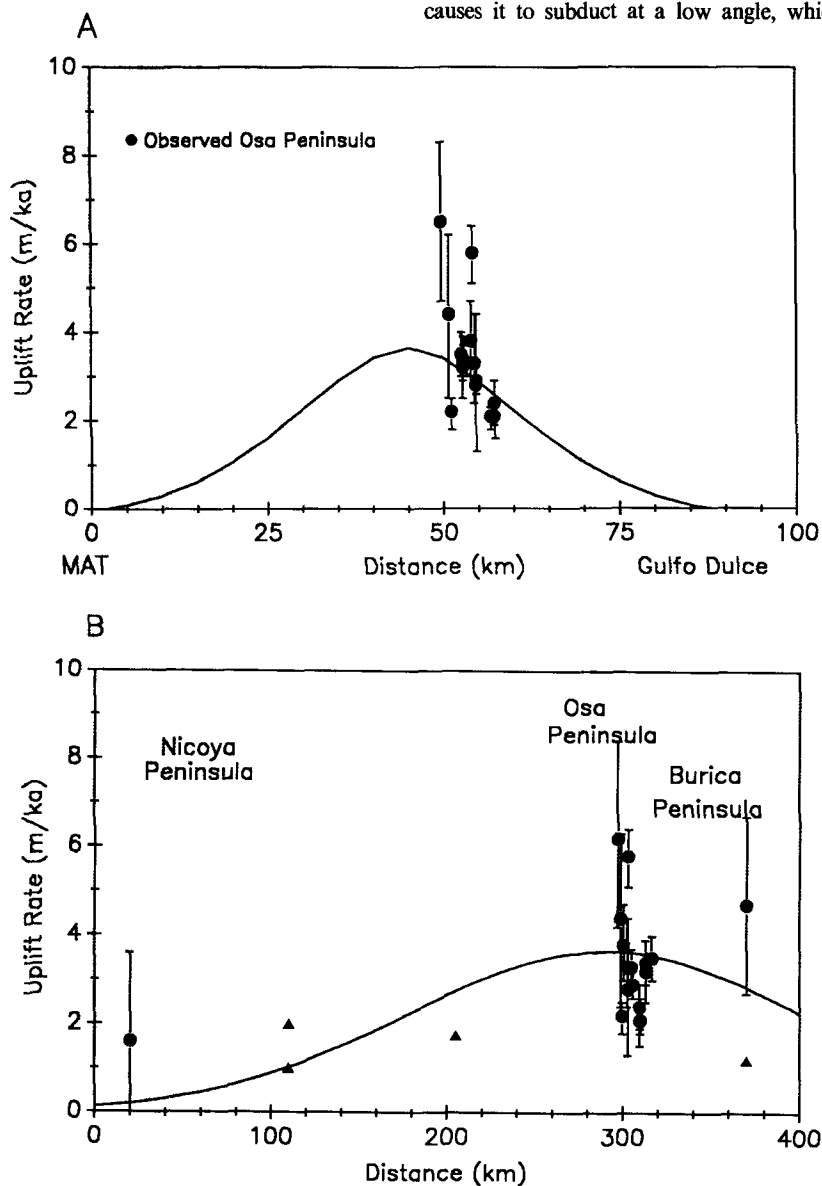 causes it to subduct at a low angle, whi
A
10
8
6
4
2
0
Uplift Rate (m/ka)
Observed Osa Peninsula
0 25 50 75 100
MAT Distance (km) Gulfo Dulce
B
10
8
6
4
2
0
Uplift Rate (m/ka)
Nicoya
Peninsula
Osa
Peninsula
Burica
Peninsula
0 100 200 300 400
Distance (km)